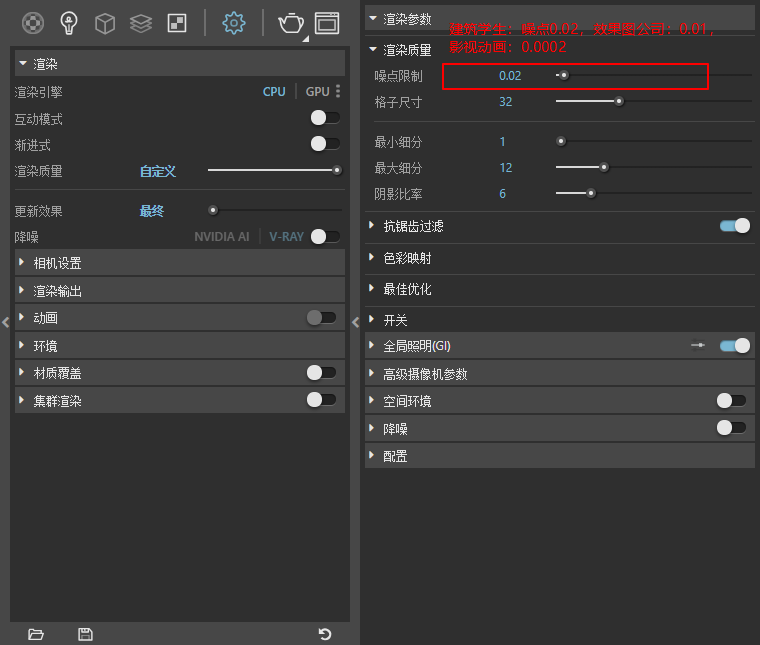 渲染
渲染引擎 CPU GPU
互动模式
渐进式
渲染质量 自定义
更新效果 最终
降噪 NVIDIA AI V-RAY
相机设置
渲染输出
动画
环境
材质覆盖
集群渲染
渲染参数
建筑学生：噪点0.02，效果图公司：0.01，
影视动画：0.0002
渲染质量
噪点限制 0.02
格子尺寸 32
最小细分 1
最大细分 12
阴影比率 6
抗锯齿过滤
色彩映射
最佳优化
开关
全局照明(GI)
高级摄像机参数
空间环境
降噪
配置